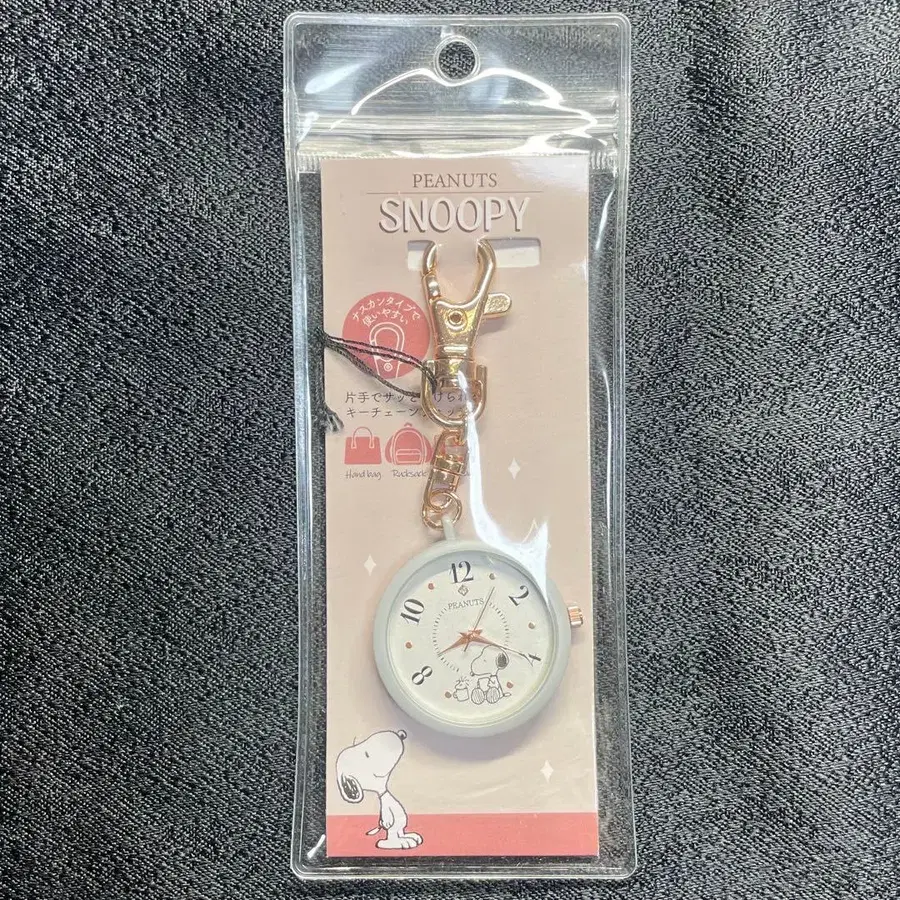 PEANUTS
SNOOPY
ナスカンタイプで
使いやすい
片手でサッと
キーチェーン
Hand bag
Rucksack
12
2
10
PEANUTS
4
8